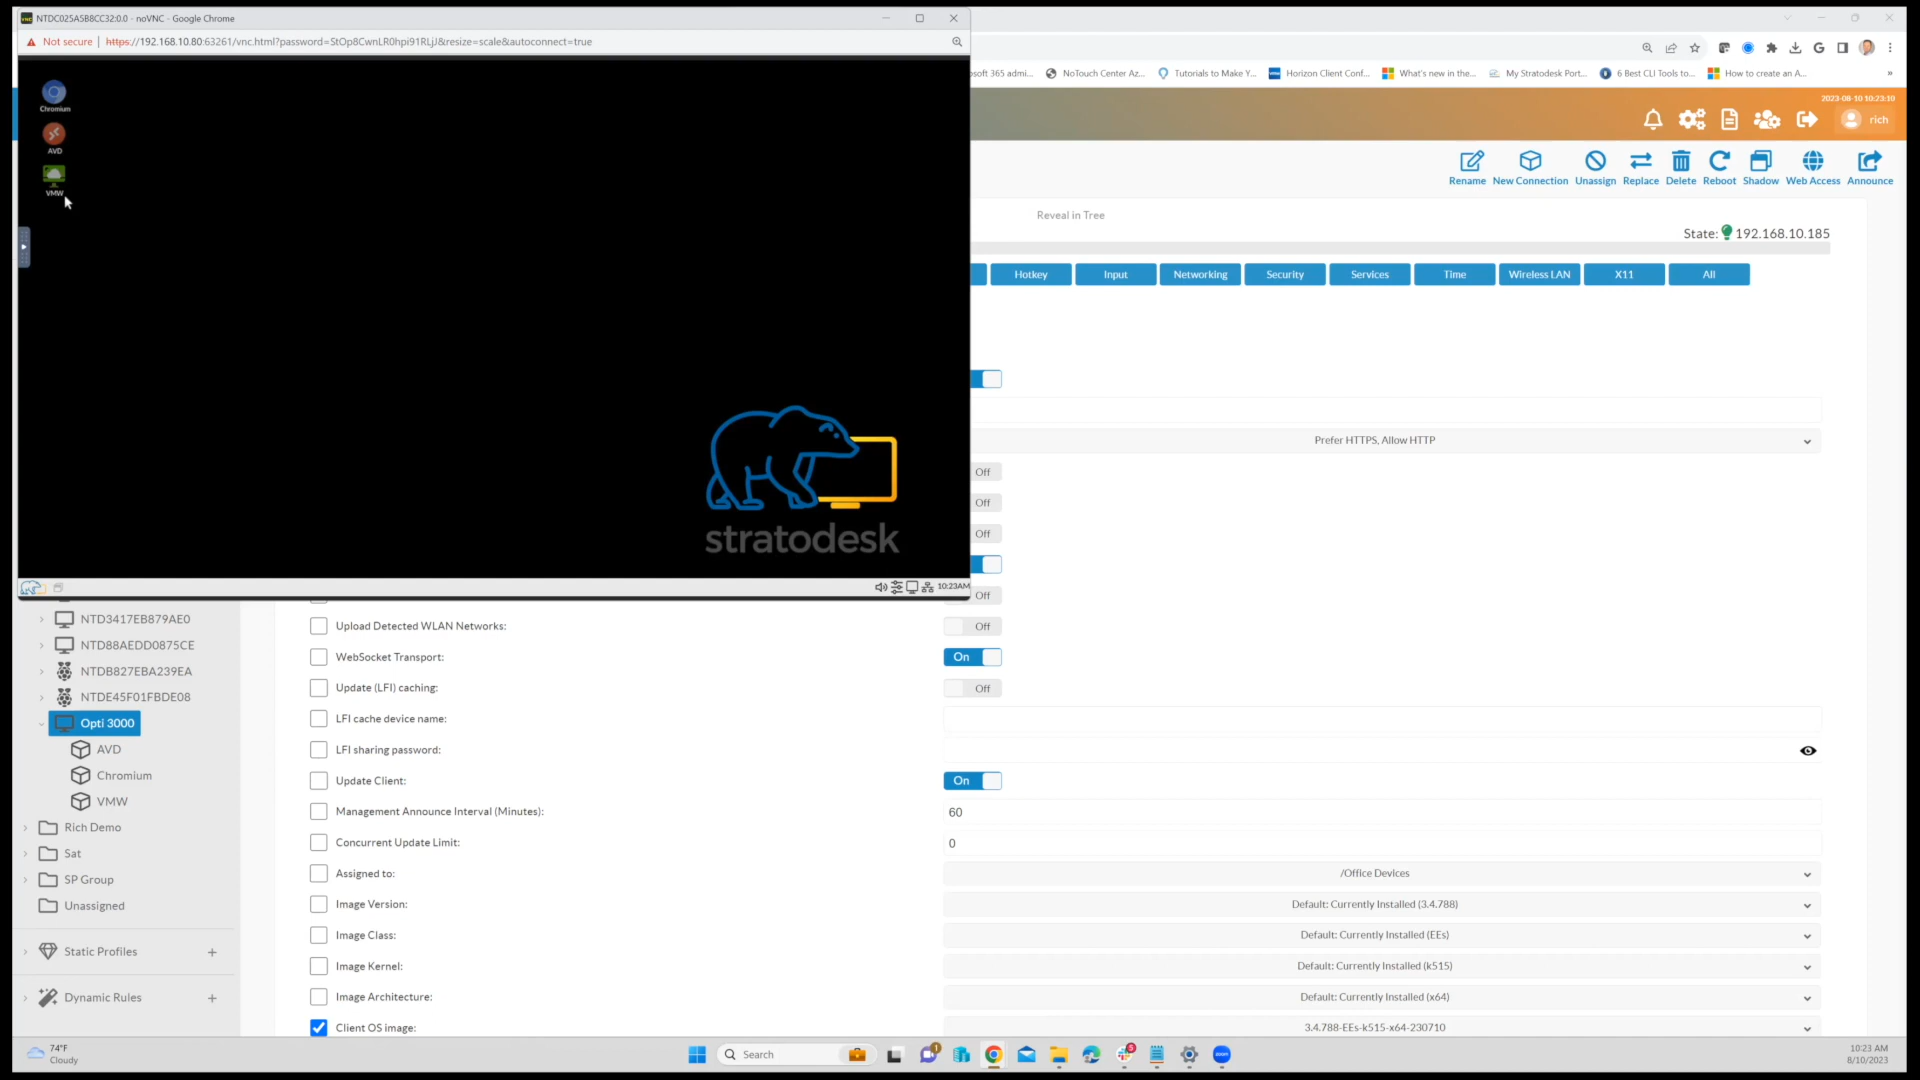 NTDC025A5B8CC32:0.0 - noVNC - Google Chrome
Not secure | https://192.168.10.80:63261/vnc.html?password=StOp8CwnLR0hpi91RLjJ&resize=scale&autoconnect=true
osoft 365 admi...
NoTouch Center Az...
Tutorials to Make Y...
Horizon Client Conf...
What's new in the...
My Stratodesk Port...
6 Best CLI Tools to...
How to create an A...
»
Chromium
AVD
VMW
2023-08-10 10:23:10
rich
Rename
New Connection
Unassign
Replace
Delete
Reboot
Shadow
Web Access
Announce
Reveal in Tree
State: 192.168.10.185
Hotkey
Input
Networking
Security
Services
Time
Wireless LAN
X11
All
Prefer HTTPS, Allow HTTP
Off
Off
Off
Off
stratodesk
10:23AM
NTD3417EB879AE0
NTD88AEDD0875CE
NTDB827EBA239EA
NTDE45F01FBDE08
Opti 3000
AVD
Chromium
VMW
Rich Demo
Sat
SP Group
Unassigned
Static Profiles +
Dynamic Rules +
Upload Detected WLAN Networks: Off
WebSocket Transport: On
Update (LFI) caching: Off
LFI cache device name:
LFI sharing password:
Update Client: On
Management Announce Interval (Minutes): 60
Concurrent Update Limit: 0
Assigned to: /Office Devices
Image Version: Default: Currently Installed (3.4.788)
Image Class: Default: Currently Installed (EEs)
Image Kernel: Default: Currently Installed (k515)
Image Architecture: Default: Currently Installed (x64)
Client OS image: 3.4.788-EEs-k515-x64-230710
74°F
Cloudy
Search
1
5
zoom
10:23 AM
8/10/2023